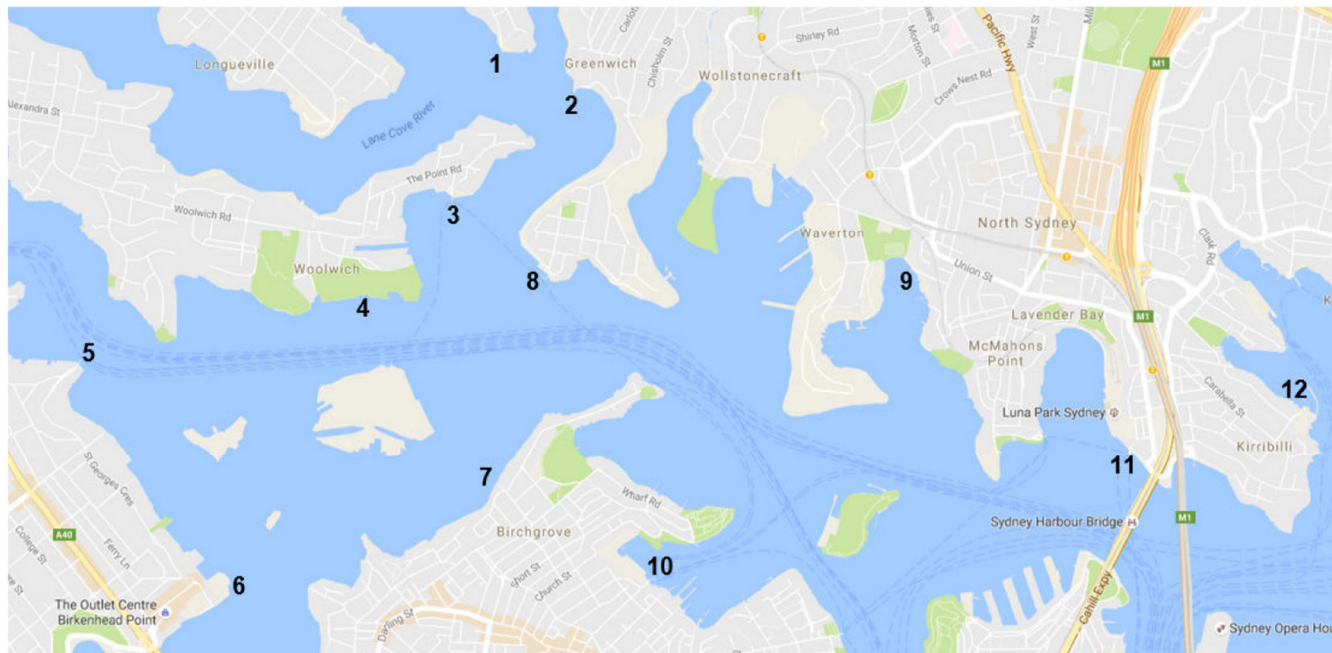 1
Longueville
Greenwich
Carlot
Chisholm St
Wollstonecraft
Shirley Rd
Morton St
Crows Nest Rd
Pacific Hwy
West St
M1
2
Alexandra St
Lane Cove River
The Point Rd
Woolwich Rd
3
Waverton
North Sydney
Clark Rd
Woolwich
8
9
Union St
4
Lavender Bay
M1
5
McMahons
Point
12
Carabella St
Luna Park Sydney
Kirribilli
11
St Georges Cres
7
Wharf Rd
A40
Birchgrove
Sydney Harbour Bridge
M1
College St
Ferry Ln
10
Short St
Church St
6
The Outlet Centre
Birkenhead Point
Darling St
Cahill Expy
Sydney Opera Hou